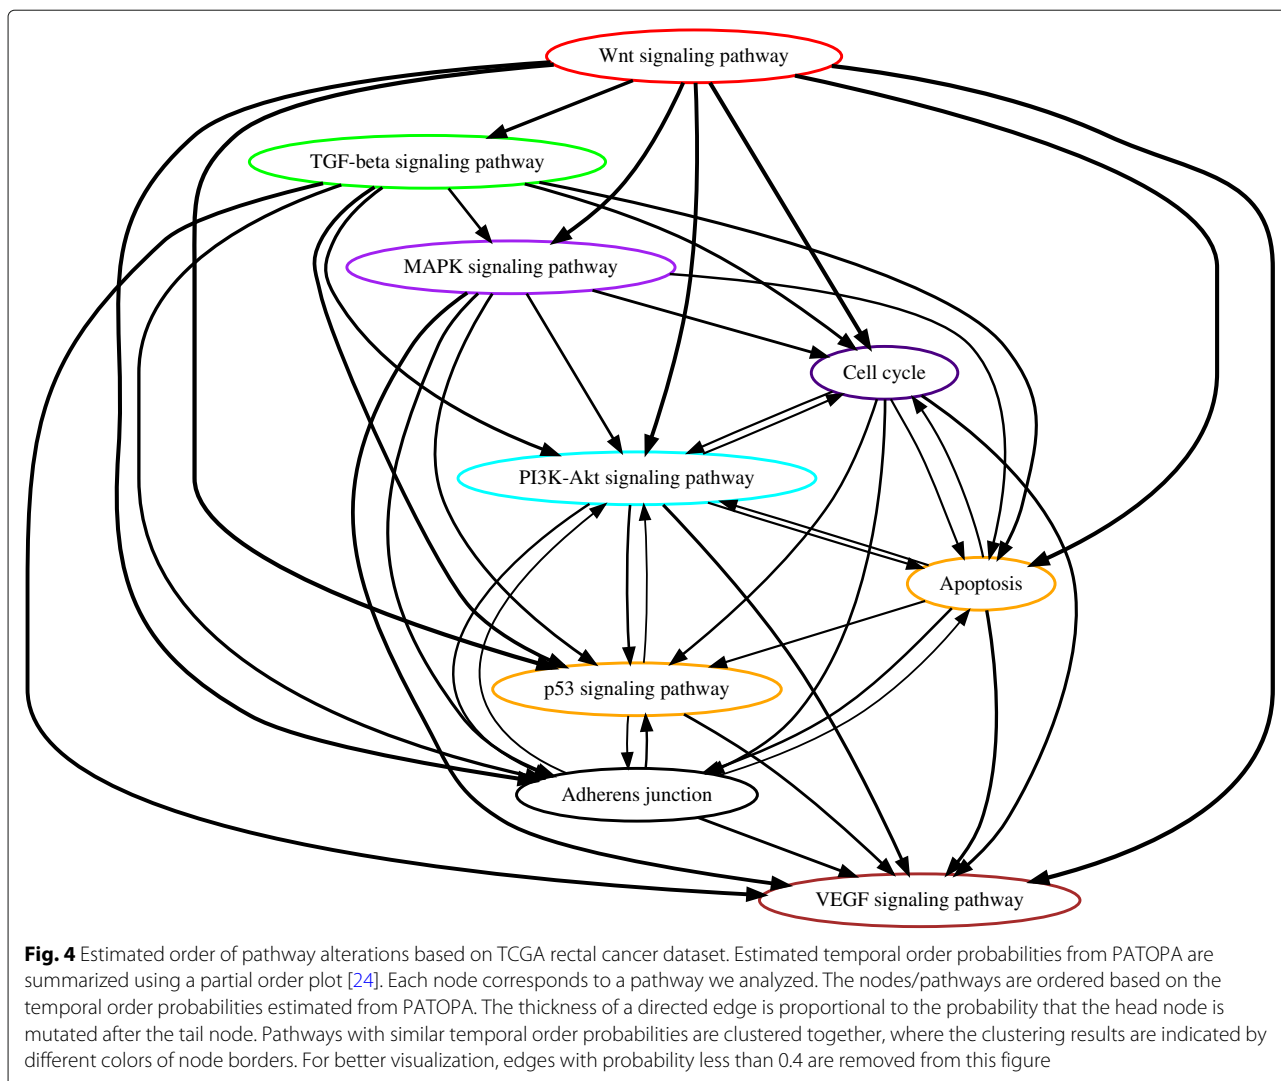 Wnt signaling pathway
TGF-beta signaling pathway
MAPK signaling pathway
Cell cycle
PI3K-Akt signaling pathway
Apoptosis
p53 signaling pathway
Adherens junction
VEGF signaling pathway
Fig. 4 Estimated order of pathway alterations based on TCGA rectal cancer dataset. Estimated temporal order probabilities from PATOPA are
summarized using a partial order plot [24]. Each node corresponds to a pathway we analyzed. The nodes/pathways are ordered based on the
temporal order probabilities estimated from PATOPA. The thickness of a directed edge is proportional to the probability that the head node is
mutated after the tail node. Pathways with similar temporal order probabilities are clustered together, where the clustering results are indicated by
different colors of node borders. For better visualization, edges with probability less than 0.4 are removed from this figure